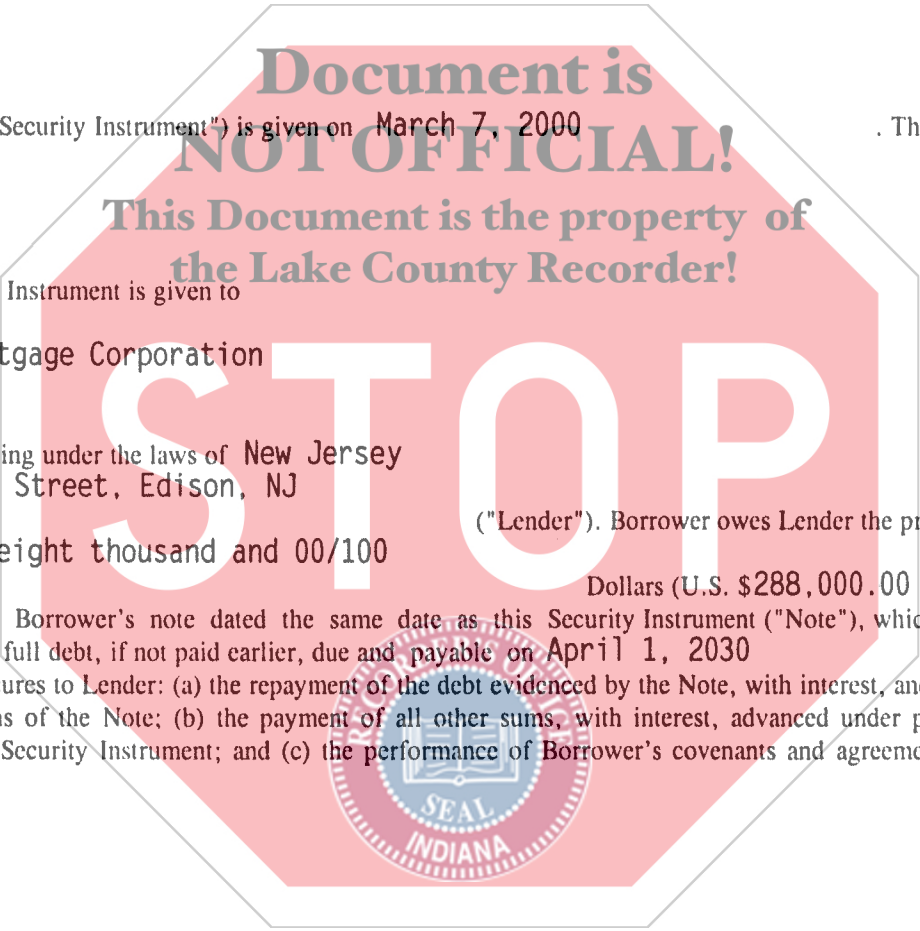 Document is
Security Instrument") is given on March 7, 2000 . Th
NOT OFFICIAL!
This Document is the property of
the Lake County Recorder!
Instrument is given to
tgage Corporation
STOP
ing under the laws of New Jersey
Street, Edison, NJ
("Lender"). Borrower owes Lender the pr
eight thousand and 00/100
Dollars (U.S. $288,000.00
Borrower's note dated the same date as this Security Instrument ("Note"), whic
full debt, if not paid earlier, due and payable on April 1, 2030
ures to Lender: (a) the repayment of the debt evidenced by the Note, with interest, and
s of the Note; (b) the payment of all other sums, with interest, advanced under p
Security Instrument; and (c) the performance of Borrower's covenants and agreeme
RECORDER'S OFFICE
SEAL
INDIANA